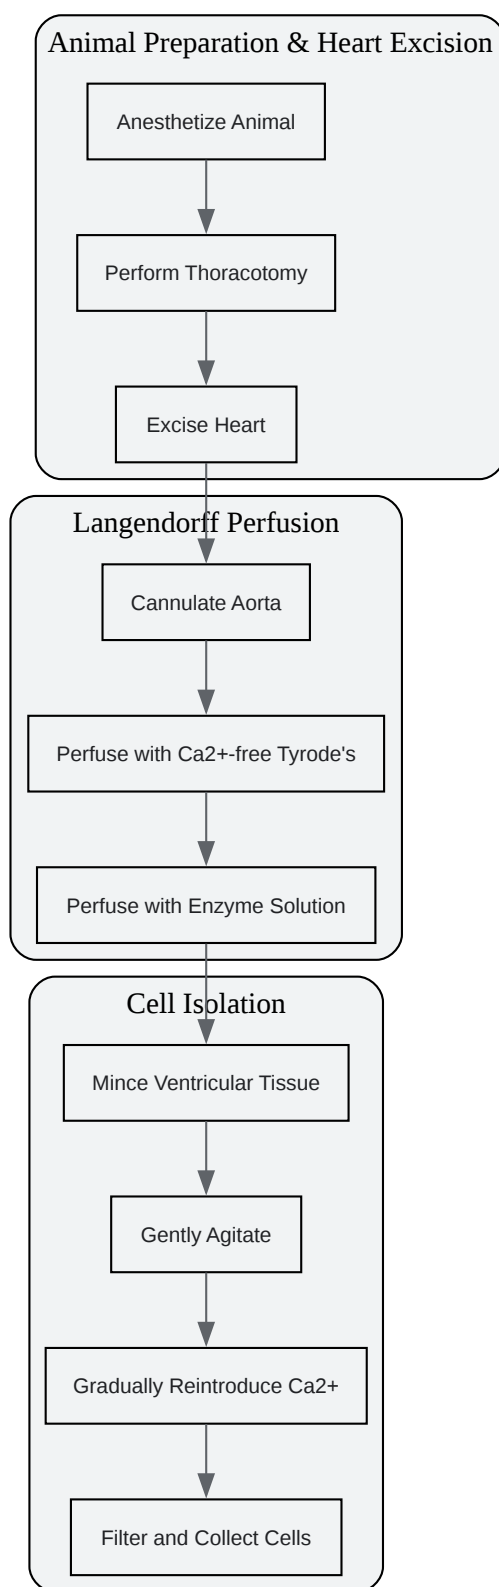 Animal Preparation & Heart Excision
Anesthetize Animal
Perform Thoracotomy
Excise Heart
Langendorff Perfusion
Cannulate Aorta
Perfuse with Ca2+-free Tyrode's
Perfuse with Enzyme Solution
Cell Isolation
Mince Ventricular Tissue
Gently Agitate
Gradually Reintroduce Ca2+
Filter and Collect Cells